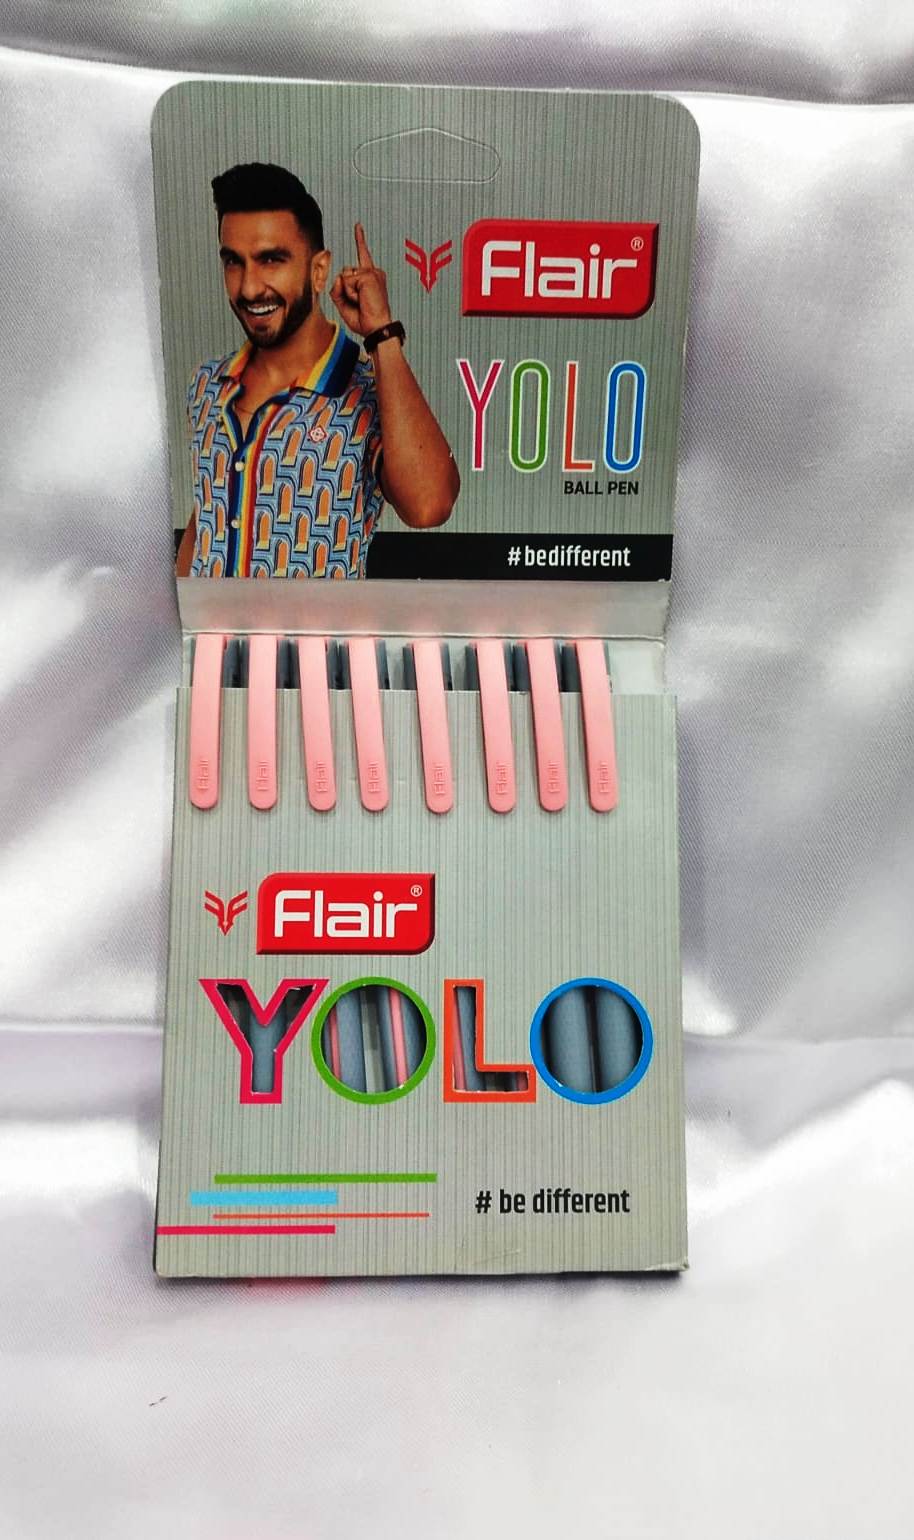 Flair®
YOLO
BALL PEN
#bedifferent
Flair Flair Flair Flair Flair Flair Flair Flair
Flair®
YOLO
# be different